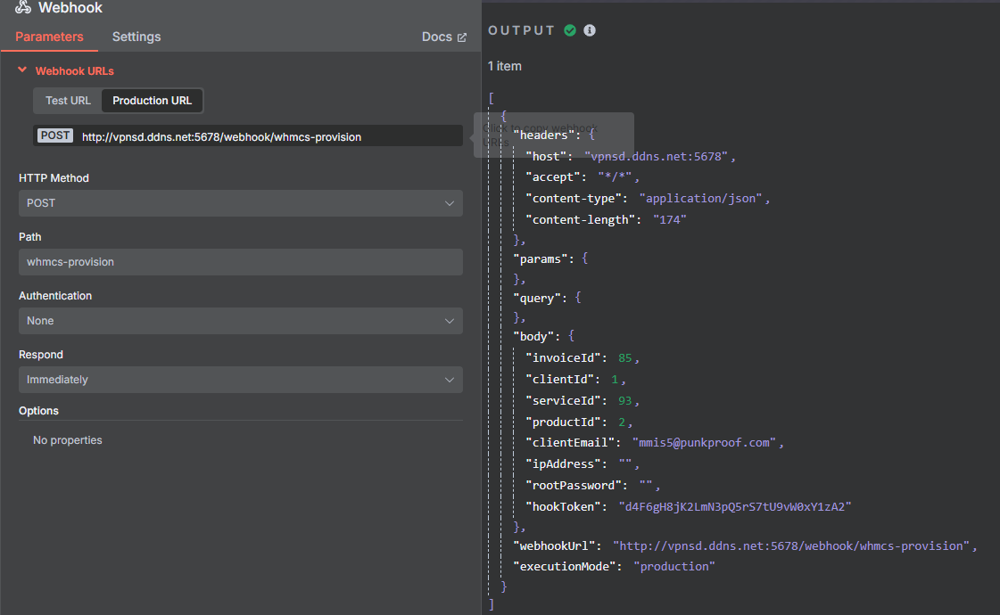 Webhook
Parameters
Settings
Docs
Webhook URLs
Test URL
Production URL
POST
http://vpnsd.ddns.net:5678/webhook/whmcs-provision
HTTP Method
POST
Path
whmcs-provision
Authentication
None
Respond
Immediately
Options
No properties
OUTPUT
1 item
[
{
Click to copy webhook
URLs
"headers": {
"host": "vpnsd.ddns.net:5678",
"accept": "*/*",
"content-type": "application/json",
"content-length": "174"
},
"params": {
},
"query": {
},
"body": {
"invoiceId": 85,
"clientId": 1,
"serviceId": 93,
"productId": 2,
"clientEmail": "mmis5@punkproof.com",
"ipAddress": "",
"rootPassword": "",
"hookToken": "d4F6gH8jK2LmN3pQ5rS7tU9vW0xY1zA2"
},
"webhookUrl": "http://vpnsd.ddns.net:5678/webhook/whmcs-provision",
"executionMode": "production"
}
]